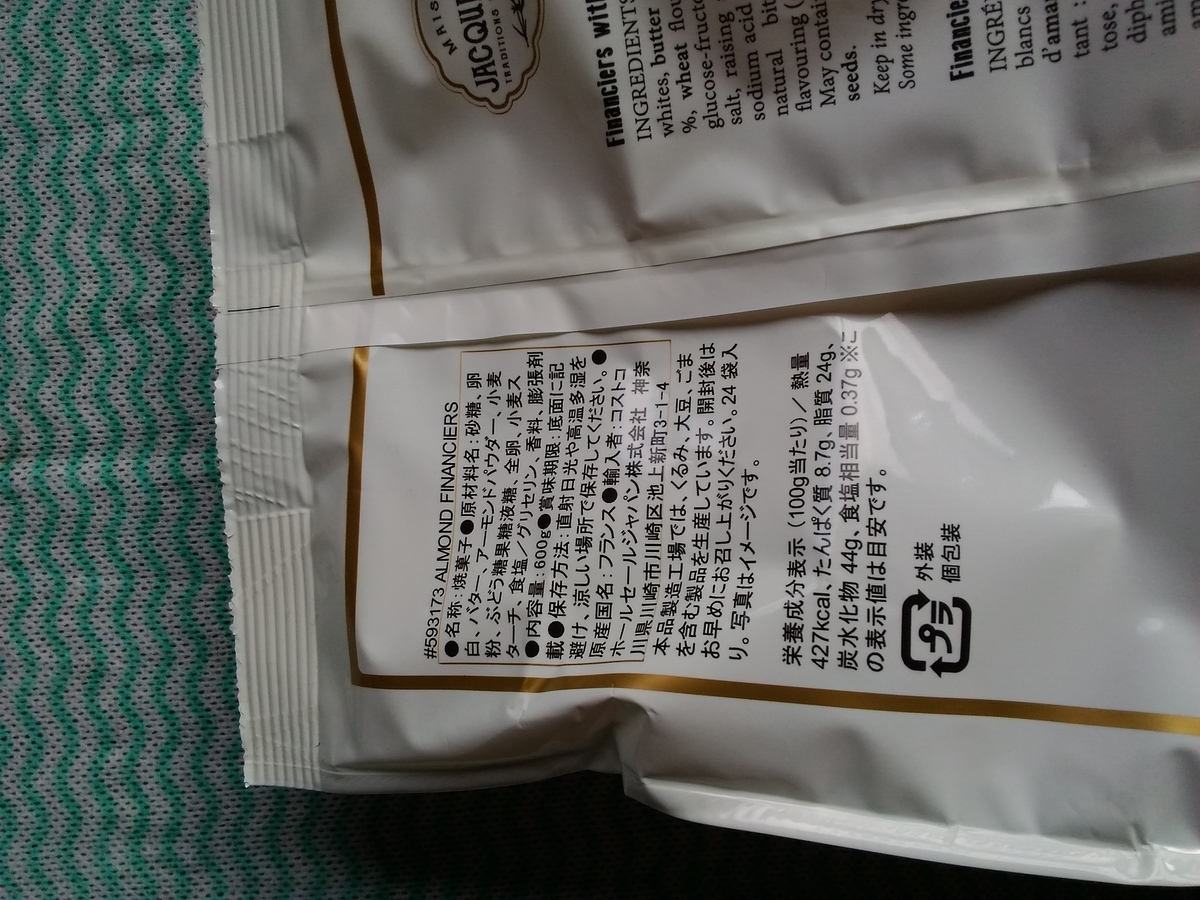 #593173 ALMOND FINANCIERS
●名称:焼菓子●原材料名:砂糖、卵
白、バター、アーモンドパウダー、小麦
粉、ぶどう糖果糖液糖、全卵、小麦ス
ターチ、食塩/グリセリン、香料、膨張剤
●内容量:600g●賞味期限:底面に記
載●保存方法:直射日光や高温多湿を
避け、涼しい場所で保存してください。●
原産国名:フランス●輸入者:コストコ
ホールセールジャパン株式会社 神奈
川県川崎市川崎区池上新町3-1-4
本品製造工場では、くるみ、大豆、ごま
を含む製品を生産しています。開封後は
お早めにお召し上がりください。24袋入
り。写真はイメージです。
栄養成分表示(100g当たり)/ 熱量
427kcal、たんぱく質 8.7g、脂質 24g、
炭水化物 44g、食塩相当量 0.37g ※こ
の表示値は目安です。
プラ
外装
個包装
JACQU
TRADITIONS
Financiers with
INGREDIENTS
whites, butter
%, wheat flou
glucose-fructo
salt, raising
sodium acid
natural bit
flavouring (
May contai
seeds.
Keep in dry
Some ingre
Financie
INGRÉ
blancs
d'aman
tant :
tose,
diph
ami